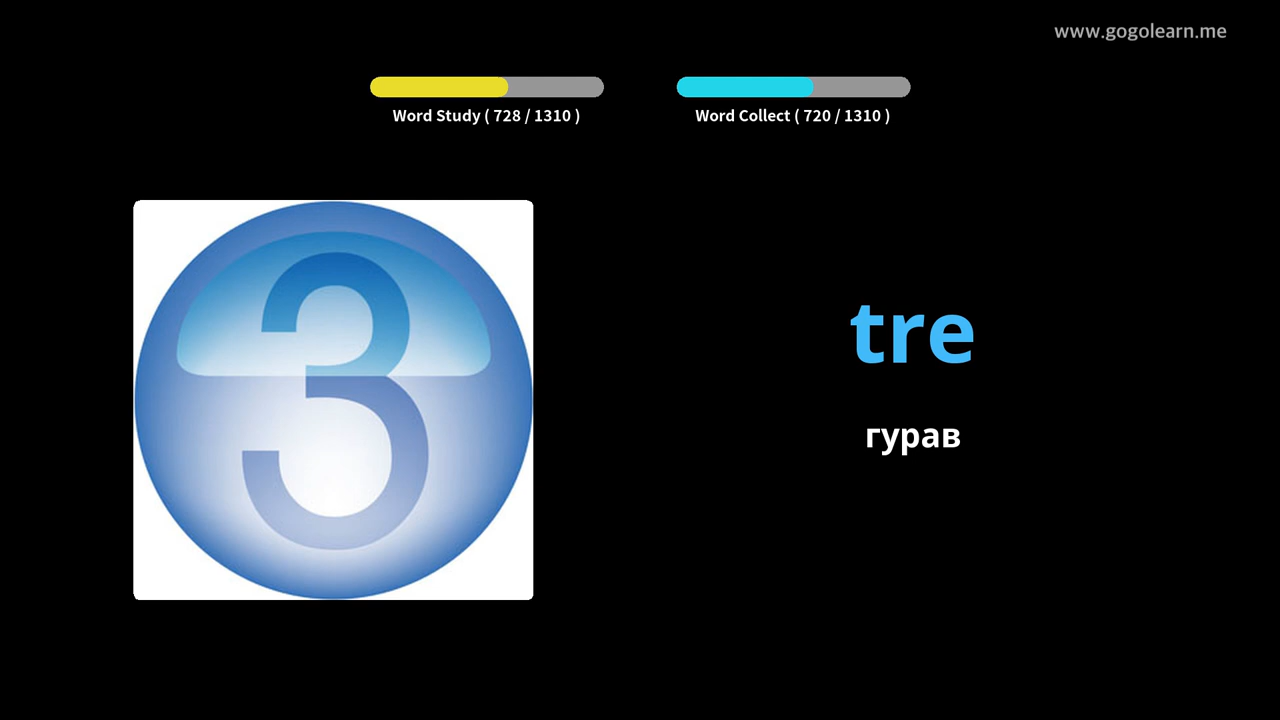 www.gogolearn.me
Word Study ( 728 / 1310 )
Word Collect ( 720 / 1310 )
3
tre
гурав